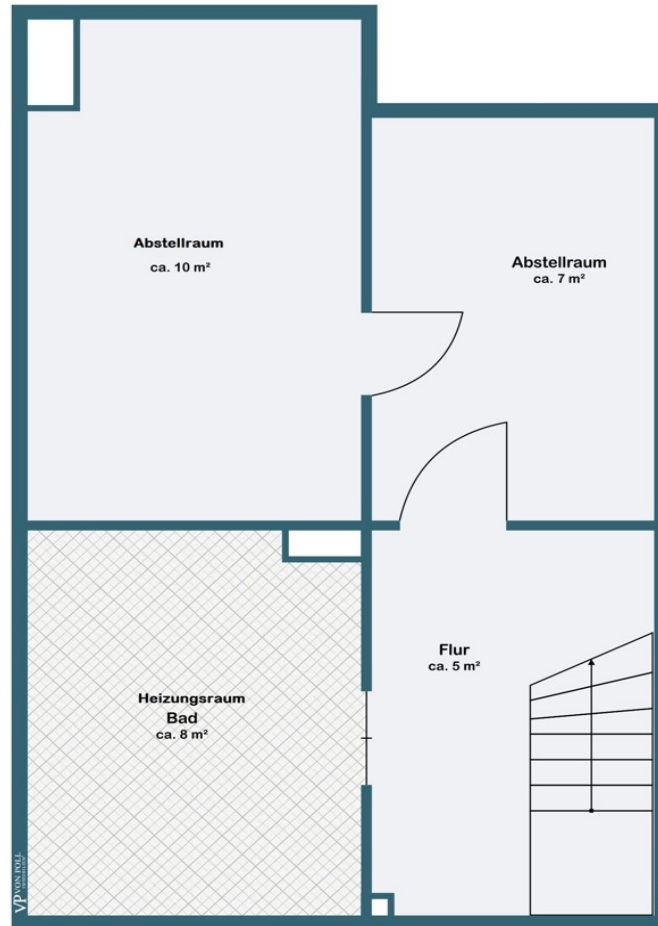 Abstellraum
ca. 10 m²
Abstellraum
ca. 7 m²
Flur
ca. 5 m²
Heizungsraum
Bad
ca. 8 m²
VP VON POLL
IMMOBILIEN